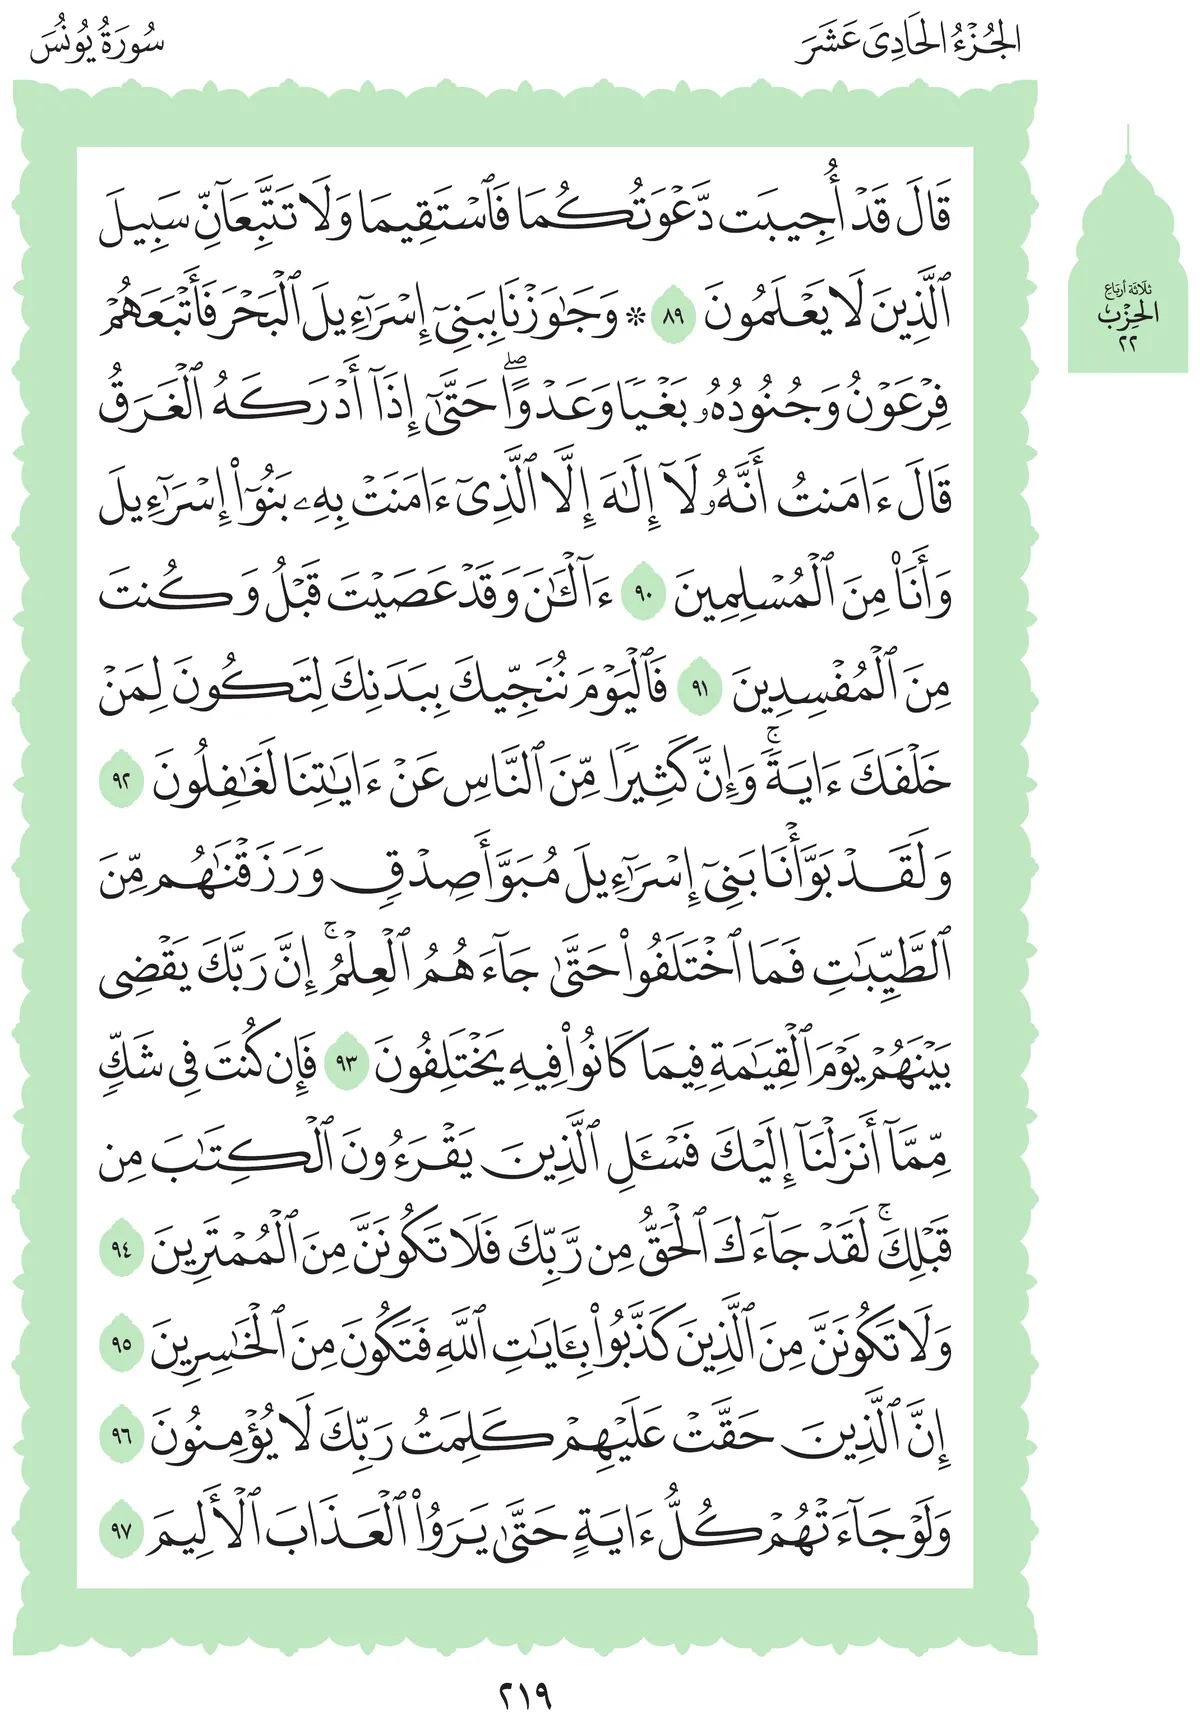 الجُزْءُ الحَادِى عَشَرَ
سُورَةُ يُونُسَ
قَالَ قَدْ أُجِيبَت دَّعْوَتُكُمَا فَٱسْتَقِيمَا وَلَا تَتَّبِعَآنِّ سَبِيلَ
ٱلَّذِينَ لَا يَعْلَمُونَ ٨٩ * وَجَٰوَزْنَا بِبَنِىٓ إِسْرَٰٓءِيلَ ٱلْبَحْرَ فَأَتْبَعَهُمْ
فِرْعَوْنُ وَجُنُودُهُۥ بَغْيًا وَعَدْوًاۖ حَتَّىٰٓ إِذَآ أَدْرَكَهُ ٱلْغَرَقُ
قَالَ ءَامَنتُ أَنَّهُۥ لَآ إِلَٰهَ إِلَّا ٱلَّذِىٓ ءَامَنَتْ بِهِۦ بَنُوٓا۟ إِسْرَٰٓءِيلَ
وَأَنَا۠ مِنَ ٱلْمُسْلِمِينَ ٩٠ ءَآلْـَٰٔنَ وَقَدْ عَصَيْتَ قَبْلُ وَكُنتَ
مِنَ ٱلْمُفْسِدِينَ ٩١ فَٱلْيَوْمَ نُنَجِّيكَ بِبَدَنِكَ لِتَكُونَ لِمَنْ
خَلْفَكَ ءَايَةًۚ وَإِنَّ كَثِيرًا مِّنَ ٱلنَّاسِ عَنْ ءَايَٰتِنَا لَغَٰفِلُونَ ٩٢
وَلَقَدْ بَوَّأْنَا بَنِىٓ إِسْرَٰٓءِيلَ مُبَوَّأَ صِدْقٍ وَرَزَقْنَٰهُم مِّنَ
ٱلطَّيِّبَٰتِ فَمَا ٱخْتَلَفُوا۟ حَتَّىٰ جَآءَهُمُ ٱلْعِلْمُۚ إِنَّ رَبَّكَ يَقْضِى
بَيْنَهُمْ يَوْمَ ٱلْقِيَٰمَةِ فِيمَا كَانُوا۟ فِيهِ يَخْتَلِفُونَ ٩٣ فَإِن كُنتَ فِى شَكٍّ
مِّمَّآ أَنزَلْنَآ إِلَيْكَ فَسْـَٔلِ ٱلَّذِينَ يَقْرَءُونَ ٱلْكِتَٰبَ مِن
قَبْلِكَۚ لَقَدْ جَآءَكَ ٱلْحَقُّ مِن رَّبِّكَ فَلَا تَكُونَنَّ مِنَ ٱلْمُمْتَرِينَ ٩٤
وَلَا تَكُونَنَّ مِنَ ٱلَّذِينَ كَذَّبُوا۟ بِـَٔايَٰتِ ٱللَّهِ فَتَكُونَ مِنَ ٱلْخَٰسِرِينَ ٩٥
إِنَّ ٱلَّذِينَ حَقَّتْ عَلَيْهِمْ كَلِمَتُ رَبِّكَ لَا يُؤْمِنُونَ ٩٦
وَلَوْ جَآءَتْهُمْ كُلُّ ءَايَةٍ حَتَّىٰ يَرَوُا۟ ٱلْعَذَابَ ٱلْأَلِيمَ ٩٧
ثَلَاثَة أربَاعِ
الحِزْب
٢٢
٢١٩